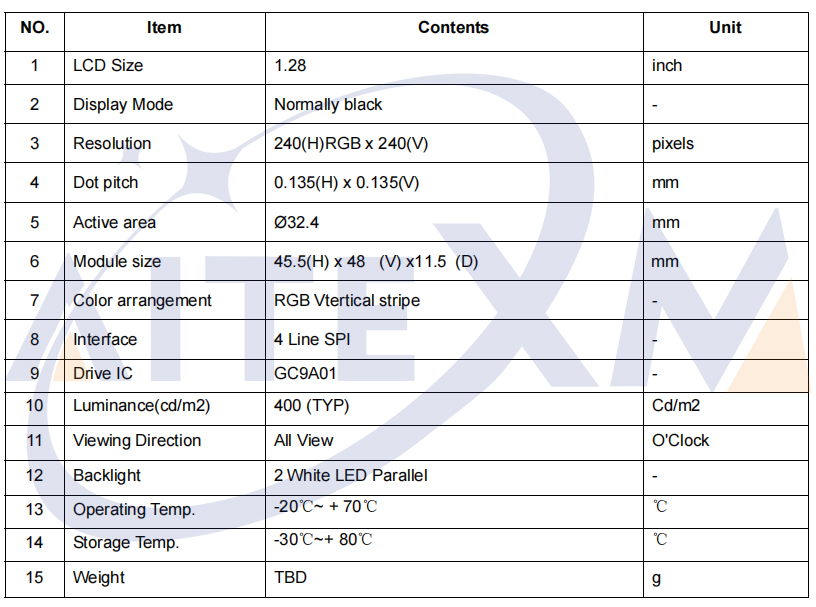 NO. Item Contents Unit
1 LCD Size 1.28 inch
2 Display Mode Normally black -
3 Resolution 240(H)RGB x 240(V) pixels
4 Dot pitch 0.135(H) x 0.135(V) mm
5 Active area Ø32.4 mm
6 Module size 45.5(H) x 48 (V) x11.5 (D) mm
7 Color arrangement RGB Vtertical stripe -
8 Interface 4 Line SPI -
9 Drive IC GC9A01 -
10 Luminance(cd/m2) 400 (TYP) Cd/m2
11 Viewing Direction All View O'Clock
12 Backlight 2 White LED Parallel -
13 Operating Temp. -20℃~ + 70℃ ℃
14 Storage Temp. -30℃~+ 80℃ ℃
15 Weight TBD g
AITEXM